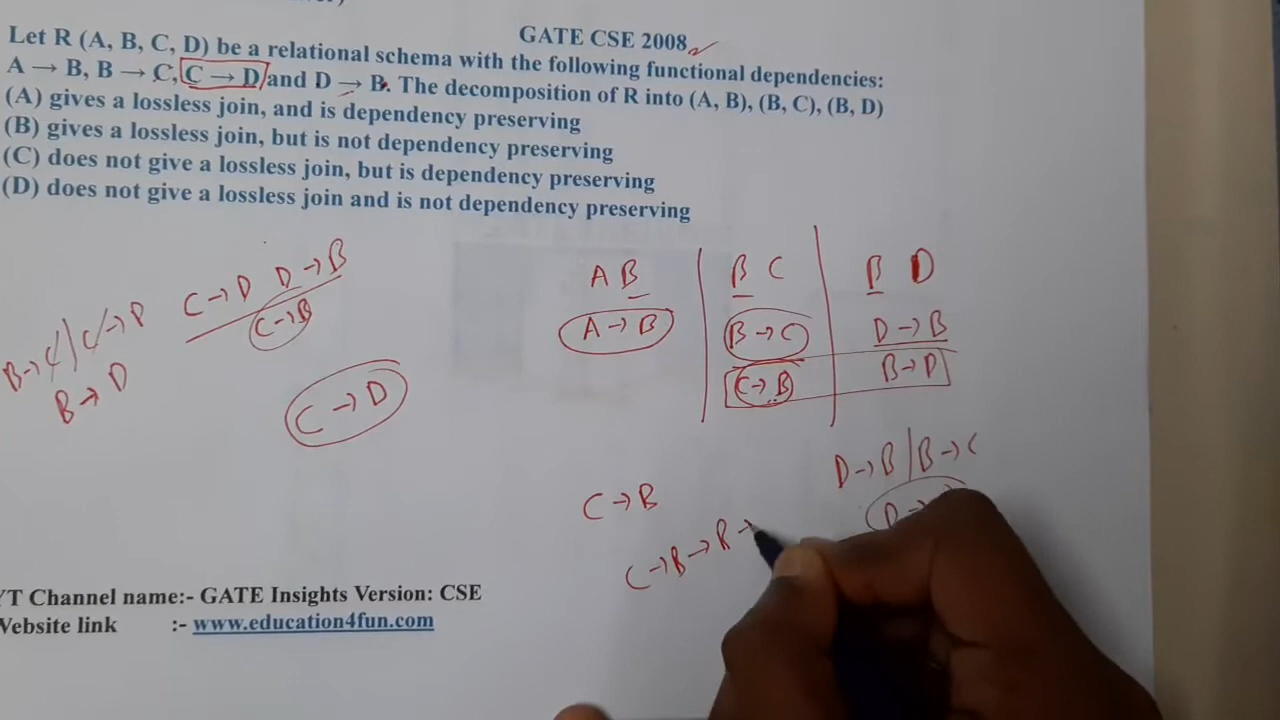 GATE CSE 2008
Let R (A, B, C, D) be a relational schema with the following functional dependencies:
A → B, B → C, C → D and D → B. The decomposition of R into (A, B), (B, C), (B, D)
(A) gives a lossless join, and is dependency preserving
(B) gives a lossless join, but is not dependency preserving
(C) does not give a lossless join, but is dependency preserving
(D) does not give a lossless join and is not dependency preserving
B→C / C→D
B→D
C→D D→B
C→B
C→D
A B
A→B
B C
B→C
C→B
B D
D→B
B→D
D→B | B→C
C→B
C→B→B→
YT Channel name:- GATE Insights Version: CSE
Website link :- www.education4fun.com